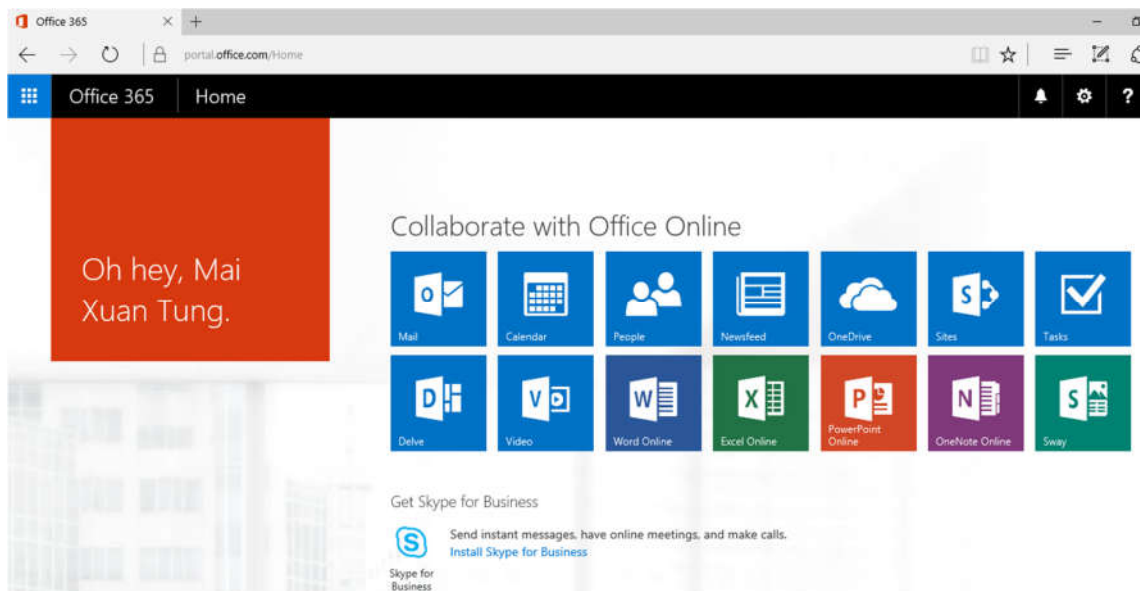 Office 365
portal.office.com/Home
Office 365 Home
Oh hey, Mai
Xuan Tung.
Collaborate with Office Online
Mail
Calendar
People
Newsfeed
OneDrive
Sites
Tasks
Delve
Video
Word Online
Excel Online
PowerPoint
Online
OneNote Online
Sway
Get Skype for Business
Send instant messages, have online meetings, and make calls.
Install Skype for Business
Skype for
Business